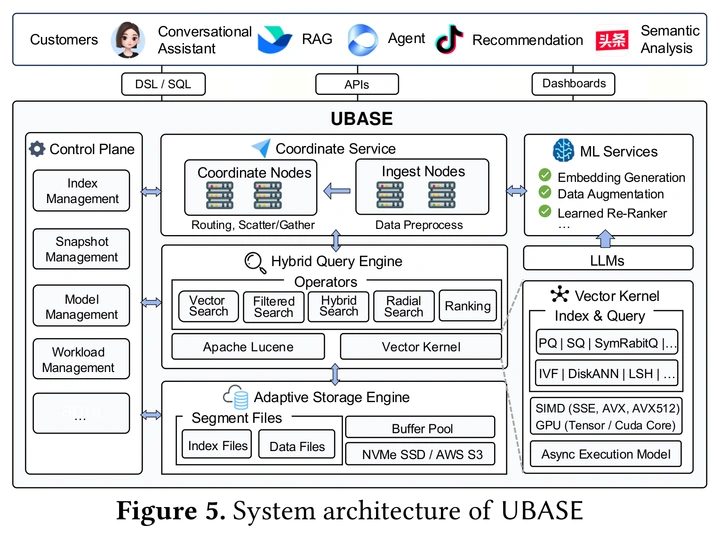 Customers
Conversational
Assistant
RAG
Agent
Recommendation
头条
Semantic
Analysis
DSL / SQL
APIs
Dashboards
UBASE
Control Plane
Index
Management
Snapshot
Management
Model
Management
Workload
Management
...
Coordinate Service
Coordinate Nodes
Routing, Scatter/Gather
Ingest Nodes
Data Preprocess
ML Services
Embedding Generation
Data Augmentation
Learned Re-Ranker
...
LLMs
Hybrid Query Engine
Operators
Vector
Search
Filtered
Search
Hybrid
Search
Radial
Search
Ranking
Apache Lucene
Vector Kernel
Adaptive Storage Engine
Segment Files
Index Files
Data Files
Buffer Pool
NVMe SSD / AWS S3
Vector Kernel
Index & Query
PQ | SQ | SymRabitQ |...
IVF | DiskANN | LSH | ...
SIMD (SSE, AVX, AVX512)
GPU (Tensor / Cuda Core)
Async Execution Model
Figure 5. System architecture of UBASE